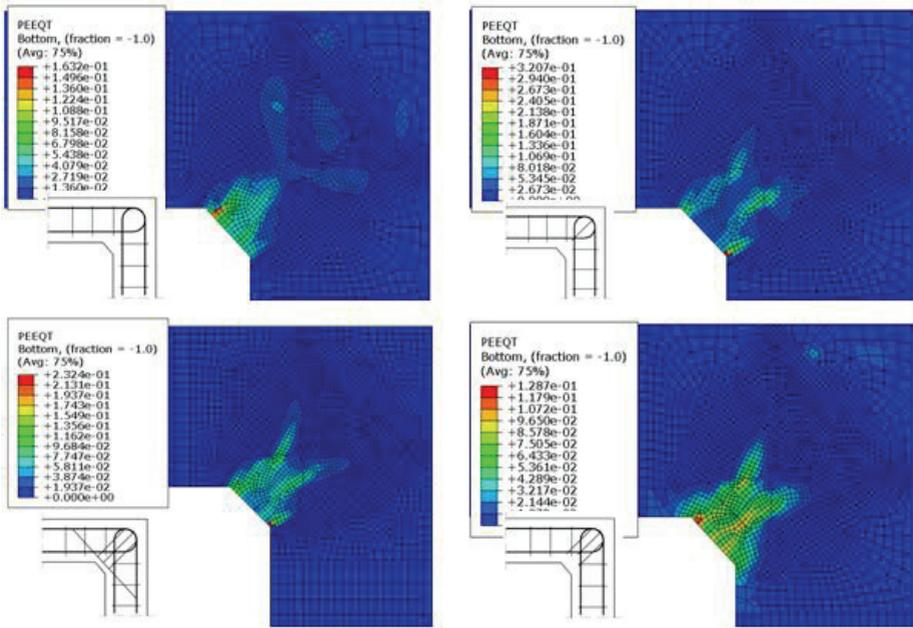 PEEQT
Bottom, (fraction = -1.0)
(Avg: 75%)
+1.632e-01
+1.496e-01
+1.360e-01
+1.224e-01
+1.088e-01
+9.517e-02
+8.158e-02
+6.798e-02
+5.438e-02
+4.079e-02
+2.719e-02
+1.360e-02
PEEQT
Bottom, (fraction = -1.0)
(Avg: 75%)
+3.207e-01
+2.940e-01
+2.673e-01
+2.405e-01
+2.138e-01
+1.871e-01
+1.604e-01
+1.336e-01
+1.069e-01
+8.018e-02
+5.345e-02
+2.673e-02
PEEQT
Bottom, (fraction = -1.0)
(Avg: 75%)
+2.324e-01
+2.131e-01
+1.937e-01
+1.743e-01
+1.549e-01
+1.356e-01
+1.162e-01
+9.684e-02
+7.747e-02
+5.811e-02
+3.874e-02
+1.937e-02
+0.000e+00
PEEQT
Bottom, (fraction = -1.0)
(Avg: 75%)
+1.287e-01
+1.179e-01
+1.072e-01
+9.650e-02
+8.578e-02
+7.505e-02
+6.433e-02
+5.361e-02
+4.289e-02
+3.217e-02
+2.144e-02